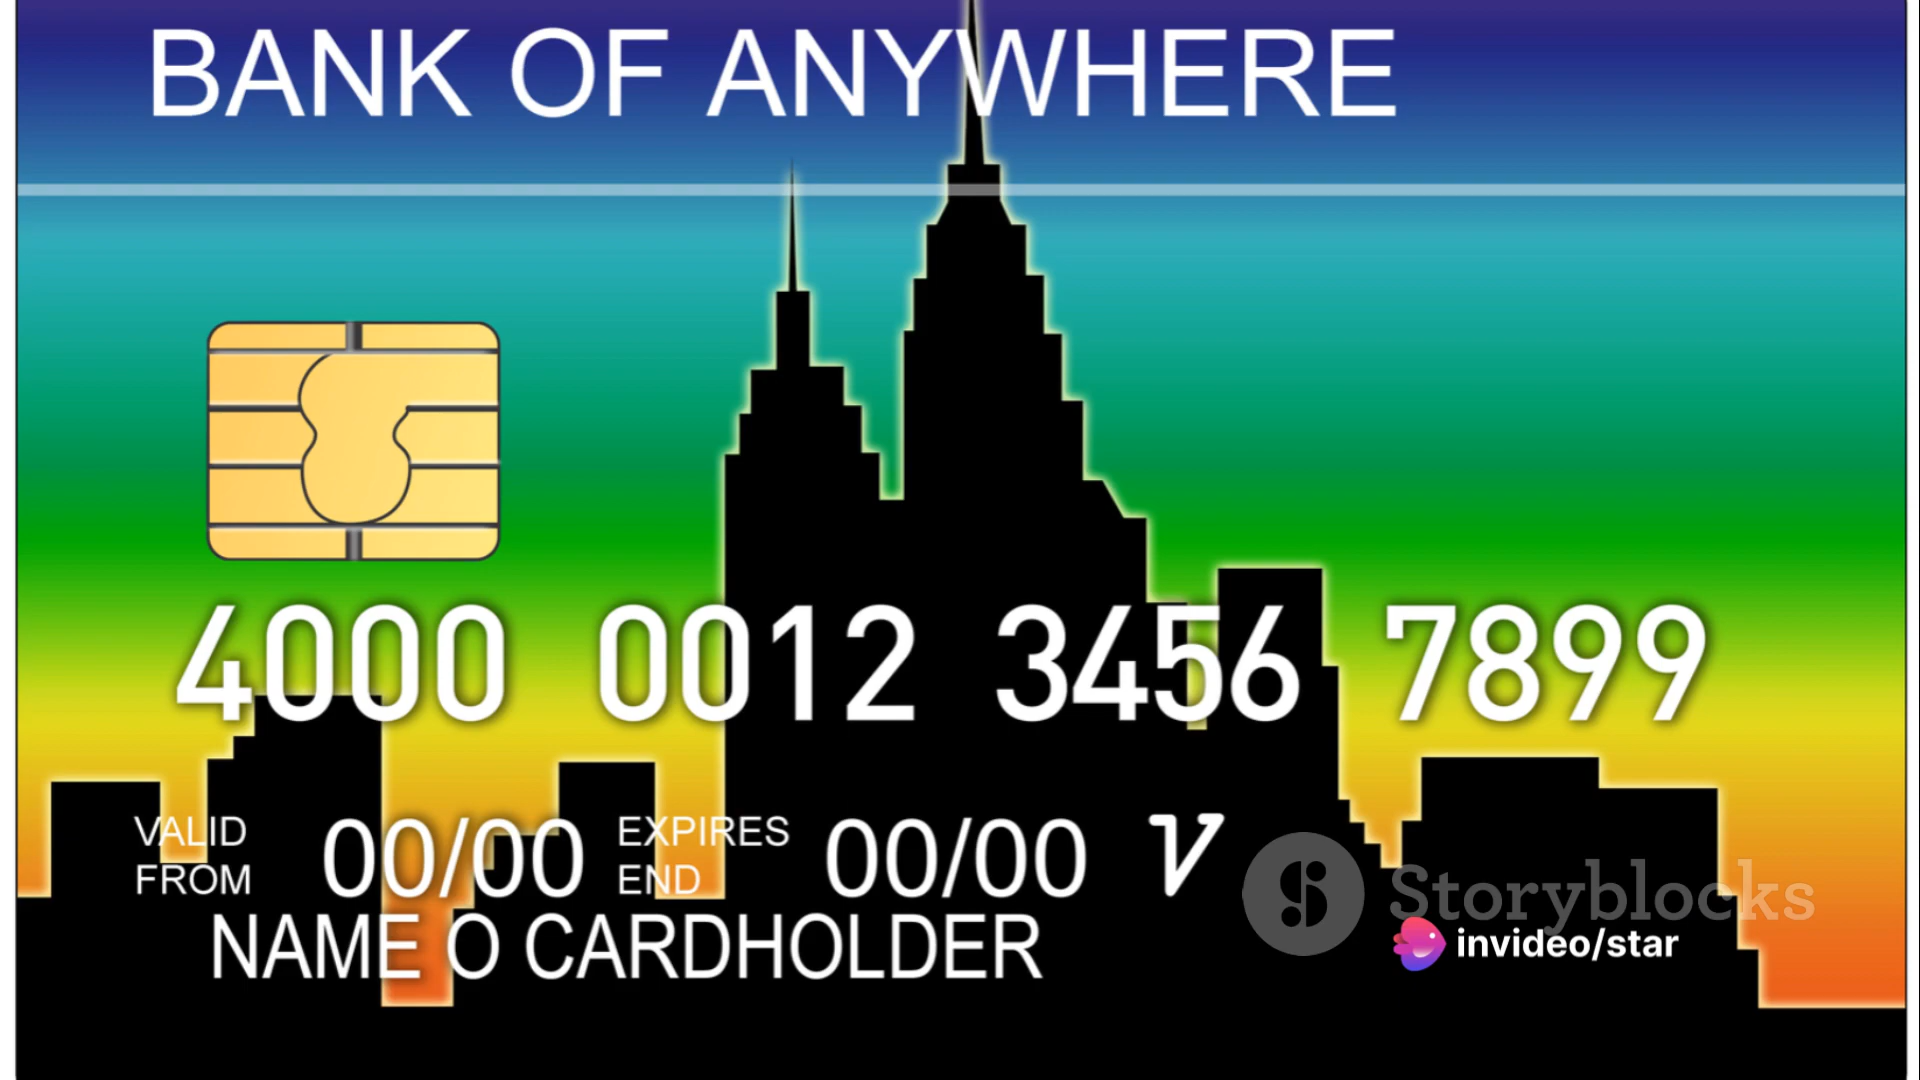 BANK OF ANYWHERE
4000 0012 3456 7899
VALID FROM 00/00 EXPIRES END 00/00 V
NAME O CARDHOLDER
Storyblocks
invideo/star